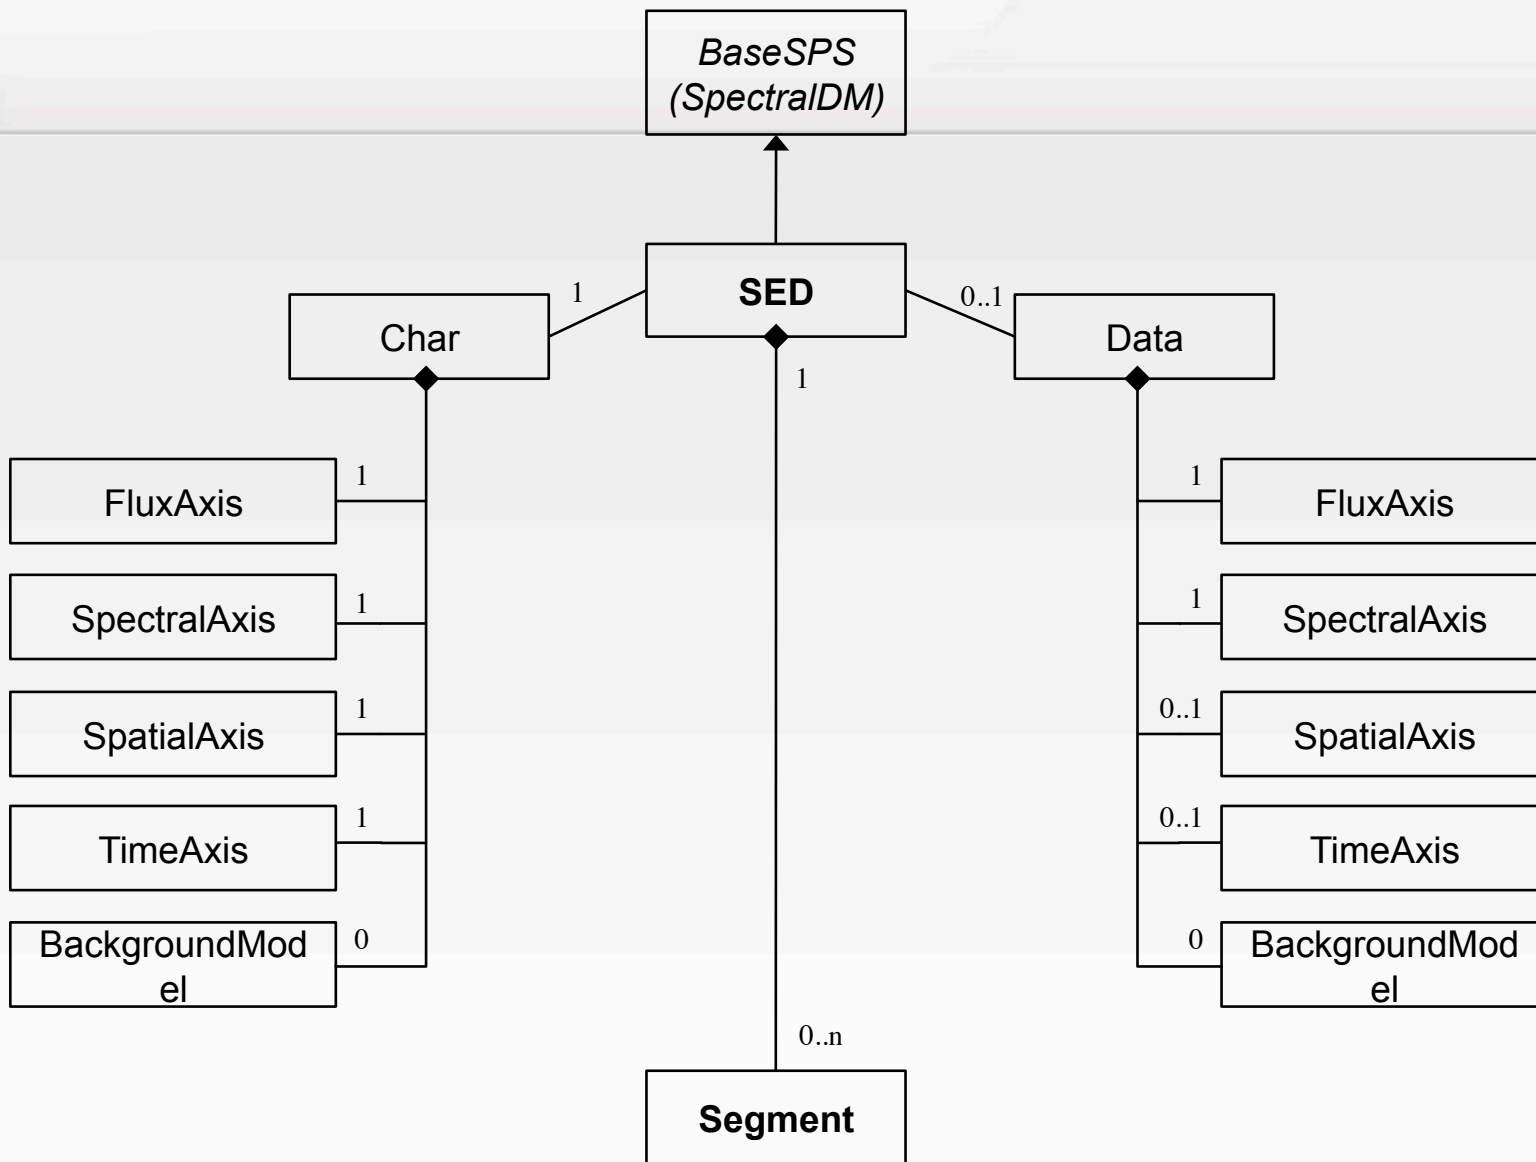 BaseSPS
(SpectralDM)
SED
1
0..1
Char
Data
1
FluxAxis
1
SpectralAxis
1
SpatialAxis
1
TimeAxis
1
BackgroundMod
el
0
1
FluxAxis
1
SpectralAxis
0..1
SpatialAxis
0..1
TimeAxis
0
BackgroundMod
el
0..n
Segment